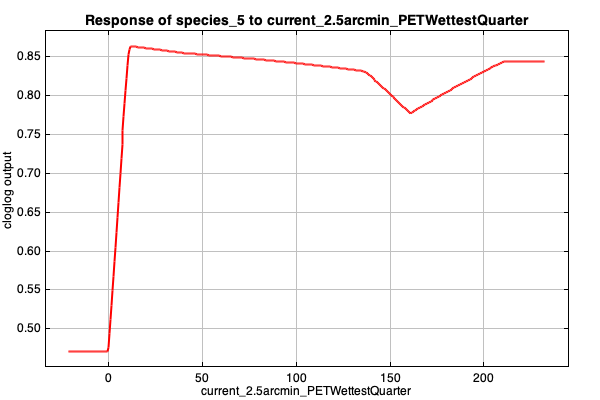 Response of species_5 to current_2.5arcmin_PETWettestQuarter
cloglog output
0.85
0.80
0.75
0.70
0.65
0.60
0.55
0.50
0 50 100 150 200
current_2.5arcmin_PETWettestQuarter